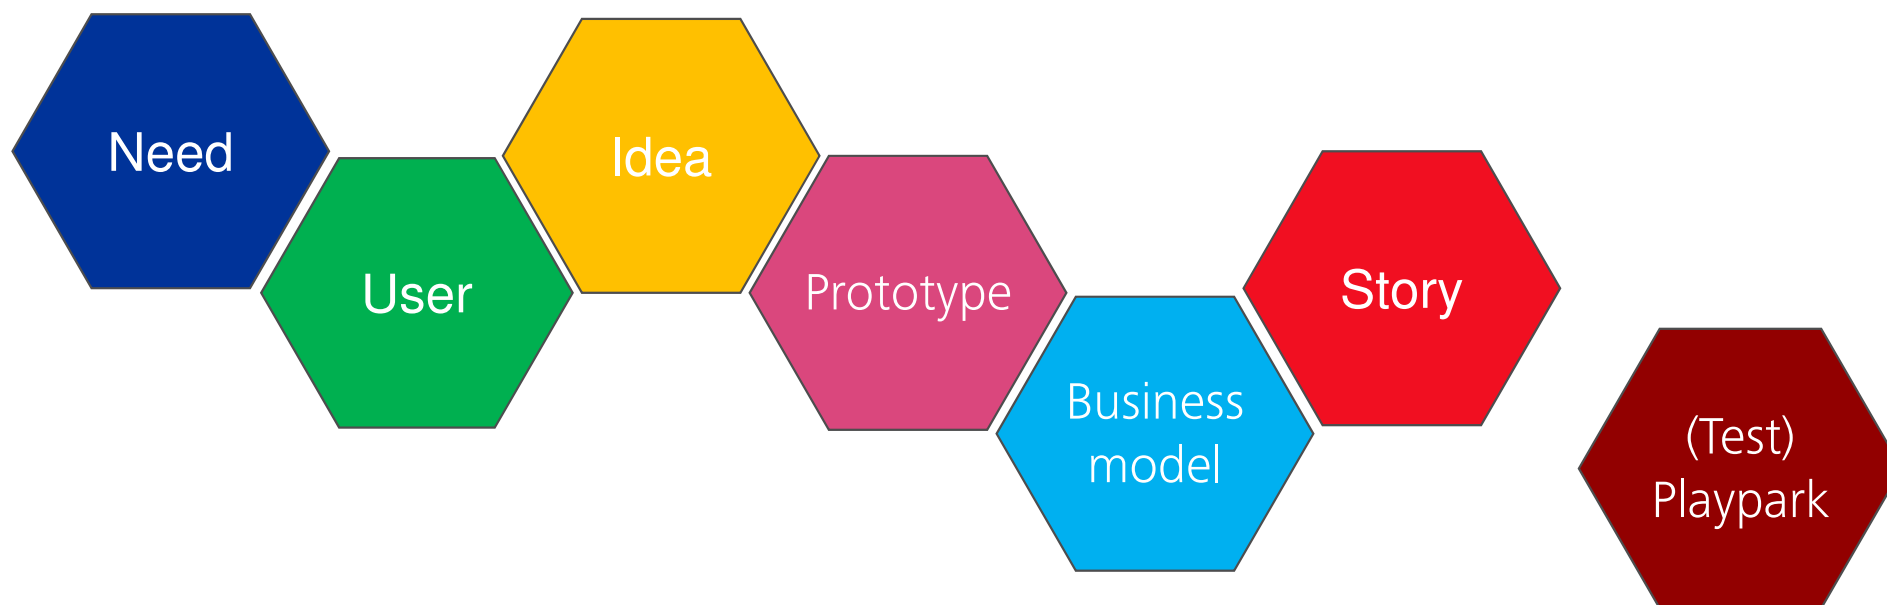 Need
User
Idea
Prototype
Business
model
Story
(Test)
Playpark